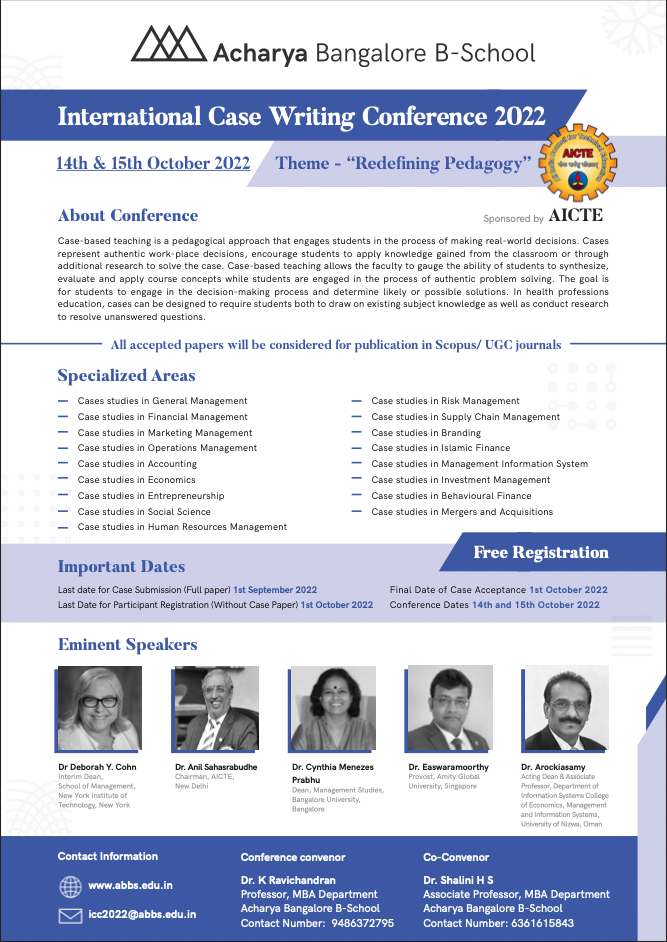 Acharya Bangalore B-School
International Case Writing Conference 2022
14th & 15th October 2022
Theme - “Redefining Pedagogy”
AICTE
About Conference
Sponsored by AICTE
Case-based teaching is a pedagogical approach that engages students in the process of making real-world decisions. Cases
represent authentic work-place decisions, encourage students to apply knowledge gained from the classroom or through
additional research to solve the case. Case-based teaching allows the faculty to gauge the ability of students to synthesize,
evaluate and apply course concepts while students are engaged in the process of authentic problem solving. The goal is
for students to engage in the decision-making process and determine likely or possible solutions. In health professions
education, cases can be designed to require students both to draw on existing subject knowledge as well as conduct research
to resolve unanswered questions.
All accepted papers will be considered for publication in Scopus/ UGC journals
Specialized Areas
Cases studies in General Management
Case studies in Financial Management
Case studies in Marketing Management
Case studies in Operations Management
Case studies in Accounting
Case studies in Economics
Case studies in Entrepreneurship
Case studies in Social Science
Case studies in Human Resources Management
Case studies in Risk Management
Case studies in Supply Chain Management
Case studies in Branding
Case studies in Islamic Finance
Case studies in Management Information System
Case studies in Investment Management
Case studies in Behavioural Finance
Case studies in Mergers and Acquisitions
Free Registration
Important Dates
Last date for Case Submission (Full paper) 1st September 2022
Last Date for Participant Registration (Without Case Paper) 1st October 2022
Final Date of Case Acceptance 1st October 2022
Conference Dates 14th and 15th October 2022
Eminent Speakers
Dr Deborah Y. Cohn
Interim Dean,
School of Management,
New York Institute of
Technology, New York
Dr. Anil Sahasrabudhe
Chairman, AICTE,
New Delhi
Dr. Cynthia Menezes
Prabhu
Dean, Management Studies,
Bangalore University,
Bangalore
Dr. Easwaramoorthy
Provost, Amity Global
University, Singapore
Dr. Arockiasamy
Acting Dean & Associate
Professor, Department of
Information Systems College
of Economics, Management
and Information Systems,
University of Nizwa, Oman
Contact Information
www.abbs.edu.in
icc2022@abbs.edu.in
Conference convenor
Dr. K Ravichandran
Professor, MBA Department
Acharya Bangalore B-School
Contact Number: 9486372795
Co-Convenor
Dr. Shalini H S
Associate Professor, MBA Department
Acharya Bangalore B-School
Contact Number: 6361615843